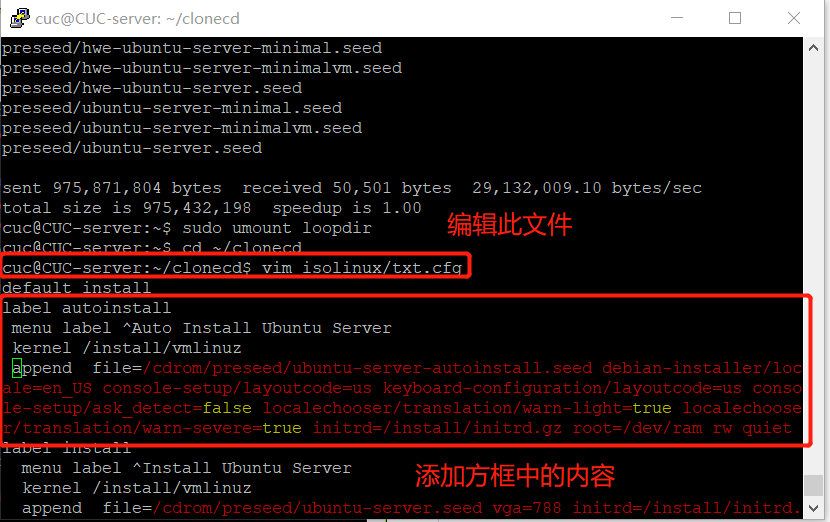 cuc@CUC-server: ~/clonecd
preseed/hwe-ubuntu-server-minimal.seed
preseed/hwe-ubuntu-server-minimalvm.seed
preseed/hwe-ubuntu-server.seed
preseed/ubuntu-server-minimal.seed
preseed/ubuntu-server-minimalvm.seed
preseed/ubuntu-server.seed
sent 975,871,804 bytes  received 50,501 bytes  29,132,009.10 bytes/sec
total size is 975,432,198  speedup is 1.00
cuc@CUC-server:~$ sudo umount loopdir
编辑此文件
cuc@CUC-server:~$ cd ~/clonecd
cuc@CUC-server:~/clonecd$ vim isolinux/txt.cfg
default install
label autoinstall
 menu label ^Auto Install Ubuntu Server
 kernel /install/vmlinuz
 append  file=/cdrom/preseed/ubuntu-server-autoinstall.seed debian-installer/loc
ale=en_US console-setup/layoutcode=us keyboard-configuration/layoutcode=us conso
le-setup/ask_detect=false localechooser/translation/warn-light=true localechoose
r/translation/warn-severe=true initrd=/install/initrd.gz root=/dev/ram rw quiet
label install
  menu label ^Install Ubuntu Server
添加方框中的内容
  kernel /install/vmlinuz
  append  file=/cdrom/preseed/ubuntu-server.seed vga=788 initrd=/install/initrd.